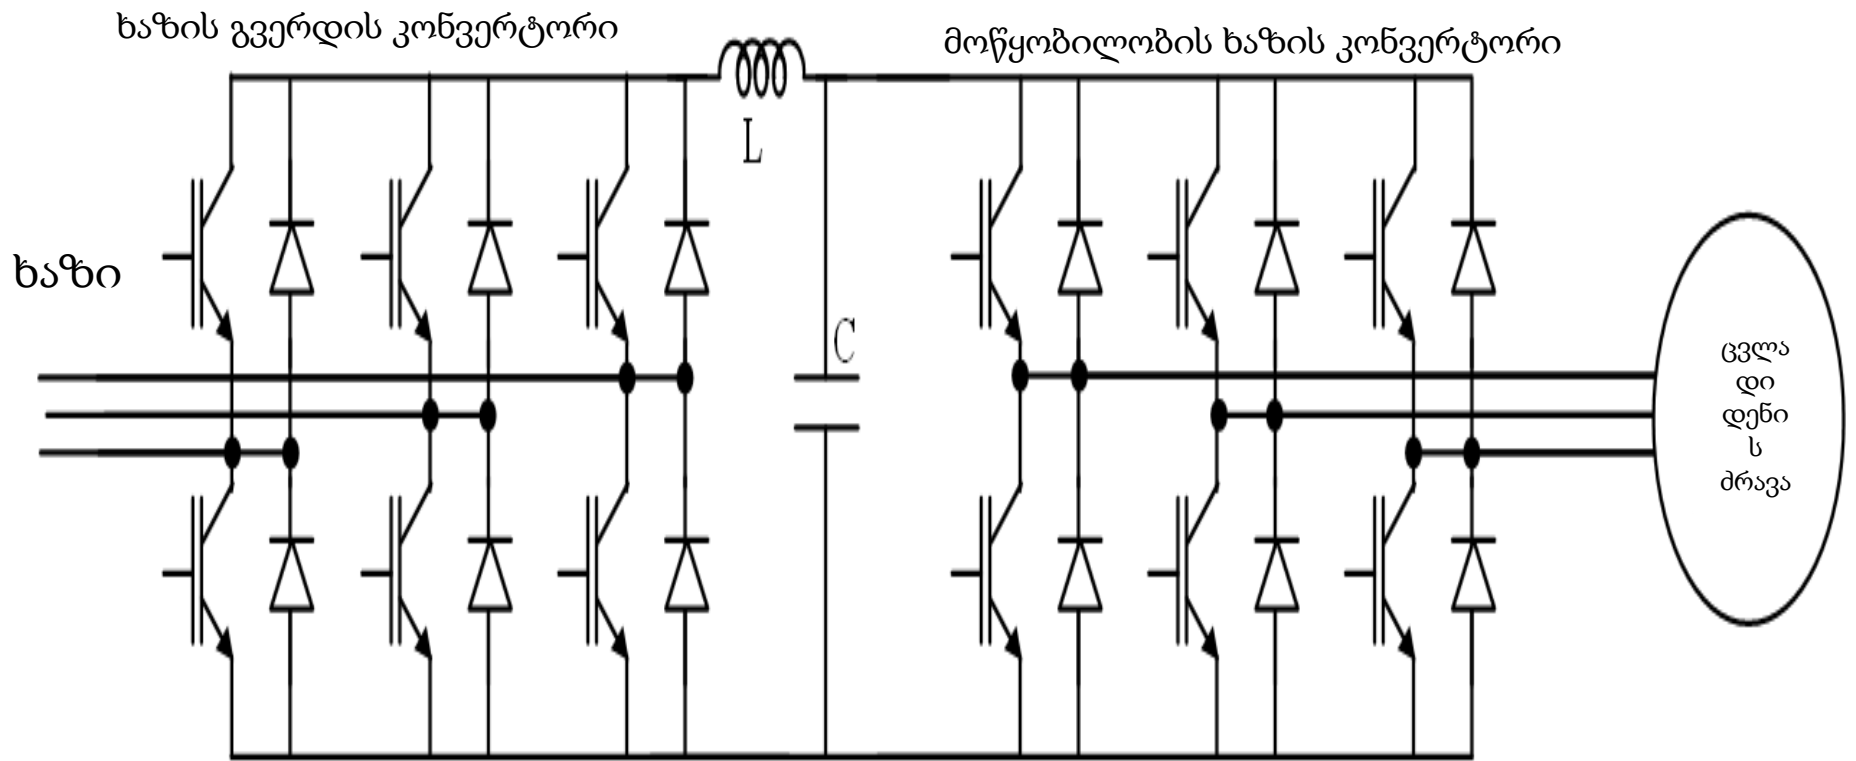 ხაზის გვერდის კონვერტორი
მოწყობილობის ხაზის კონვერტორი
L
ხაზი
C
ცვლა
დი
დენი
ს
ძრავა